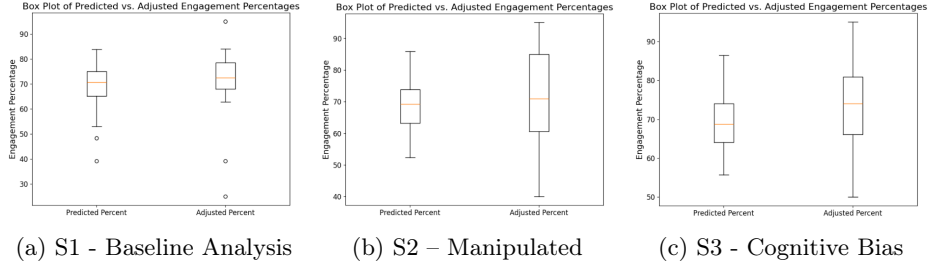 Box Plot of Predicted vs. Adjusted Engagement Percentages
90
80
70
60
50
40
30
Engagement Percentage
Predicted Percent
Adjusted Percent
(a) S1 - Baseline Analysis
Box Plot of Predicted vs. Adjusted Engagement Percentages
90
80
70
60
50
40
Engagement Percentage
Predicted Percent
Adjusted Percent
(b) S2 – Manipulated
Box Plot of Predicted vs. Adjusted Engagement Percentages
90
80
70
60
50
Engagement Percentage
Predicted Percent
Adjusted Percent
(c) S3 - Cognitive Bias